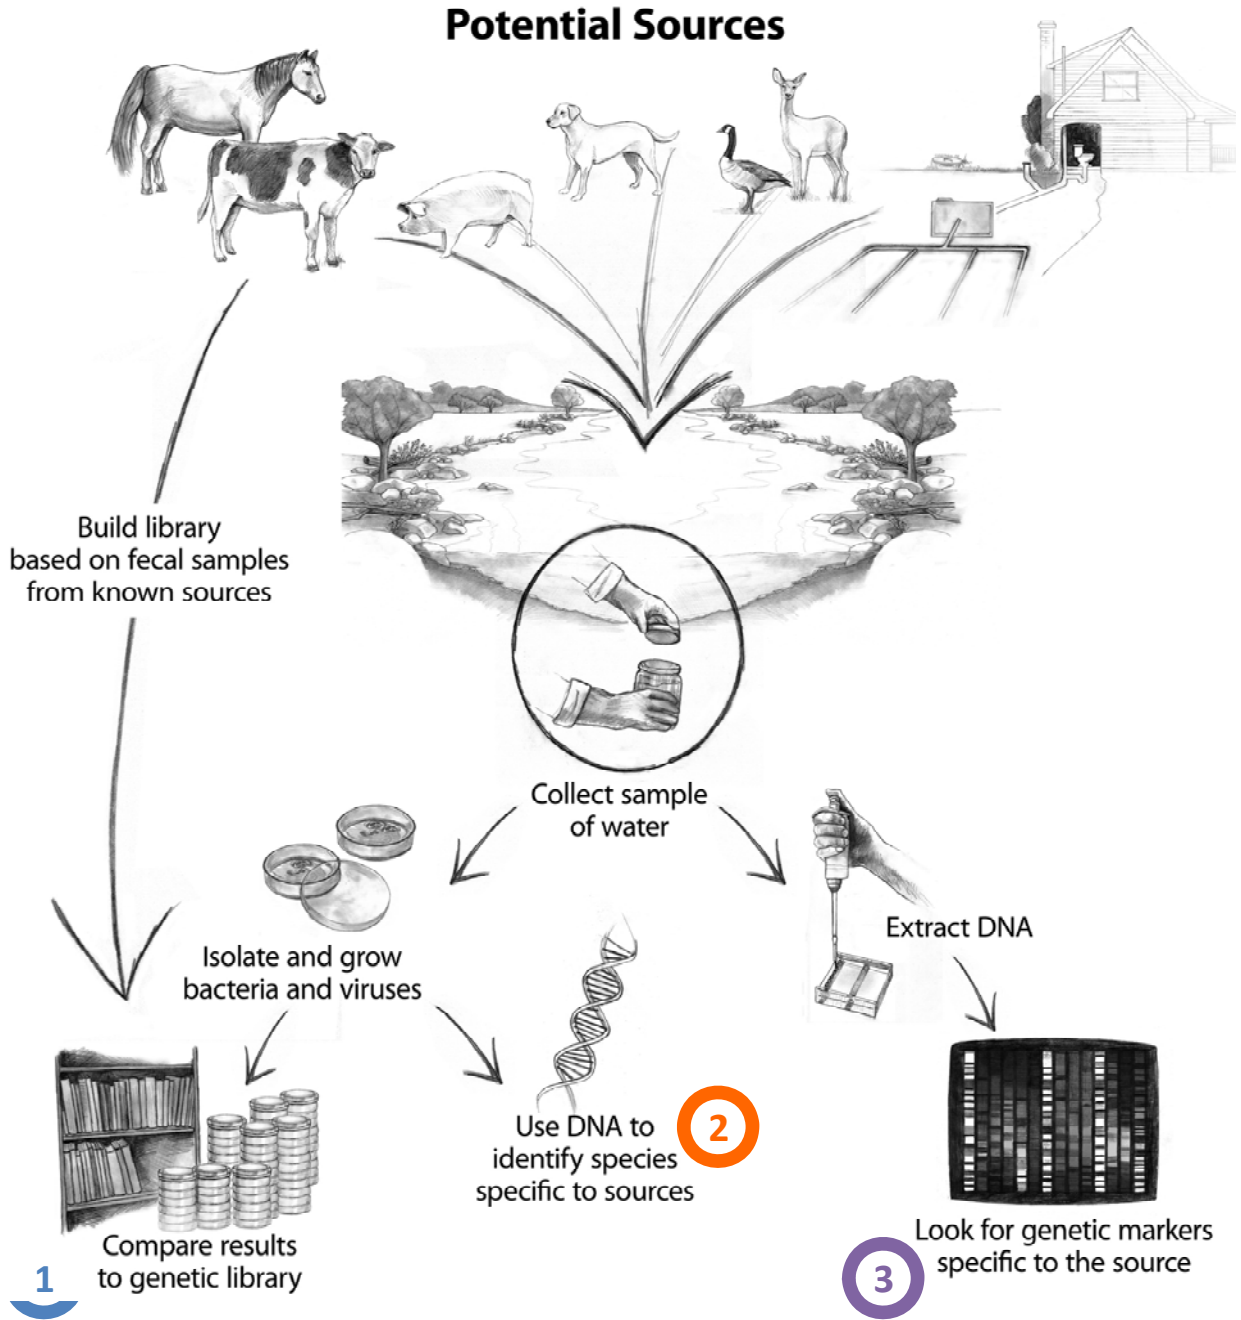 Potential Sources
Build library
based on fecal samples
from known sources
Collect sample
of water
Isolate and grow
bacteria and viruses
Extract DNA
Use DNA to
identify species
specific to sources
2
Compare results
to genetic library
1
Look for genetic markers
specific to the source
3